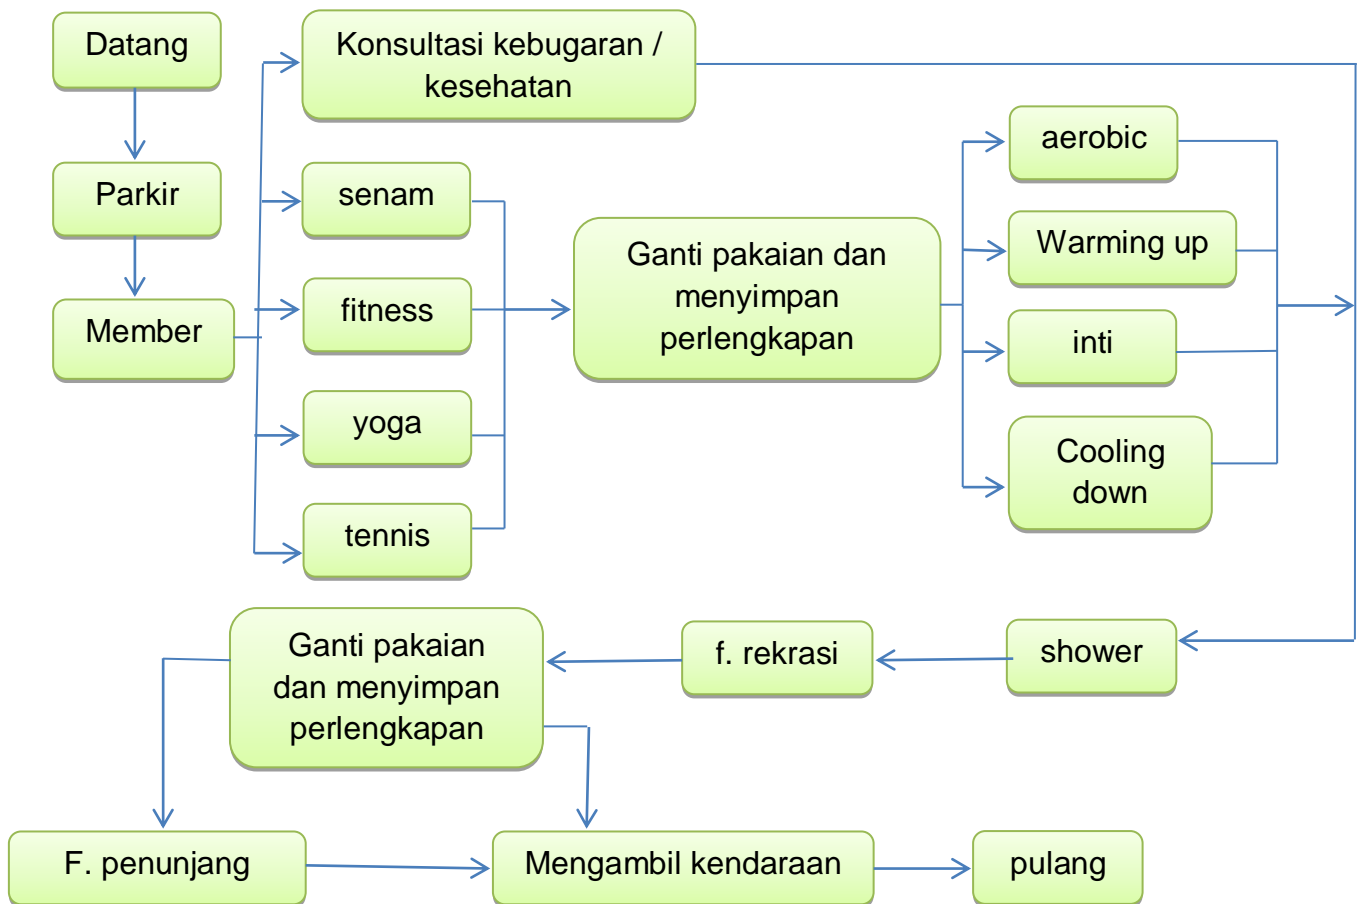 Datang
Parkir
Member
Konsultasi kebugaran /
kesehatan
senam
fitness
yoga
tennis
Ganti pakaian dan
menyimpan
perlengkapan
aerobic
Warming up
inti
Cooling
down
shower
f. rekrasi
Ganti pakaian
dan menyimpan
perlengkapan
F. penunjang
Mengambil kendaraan
pulang